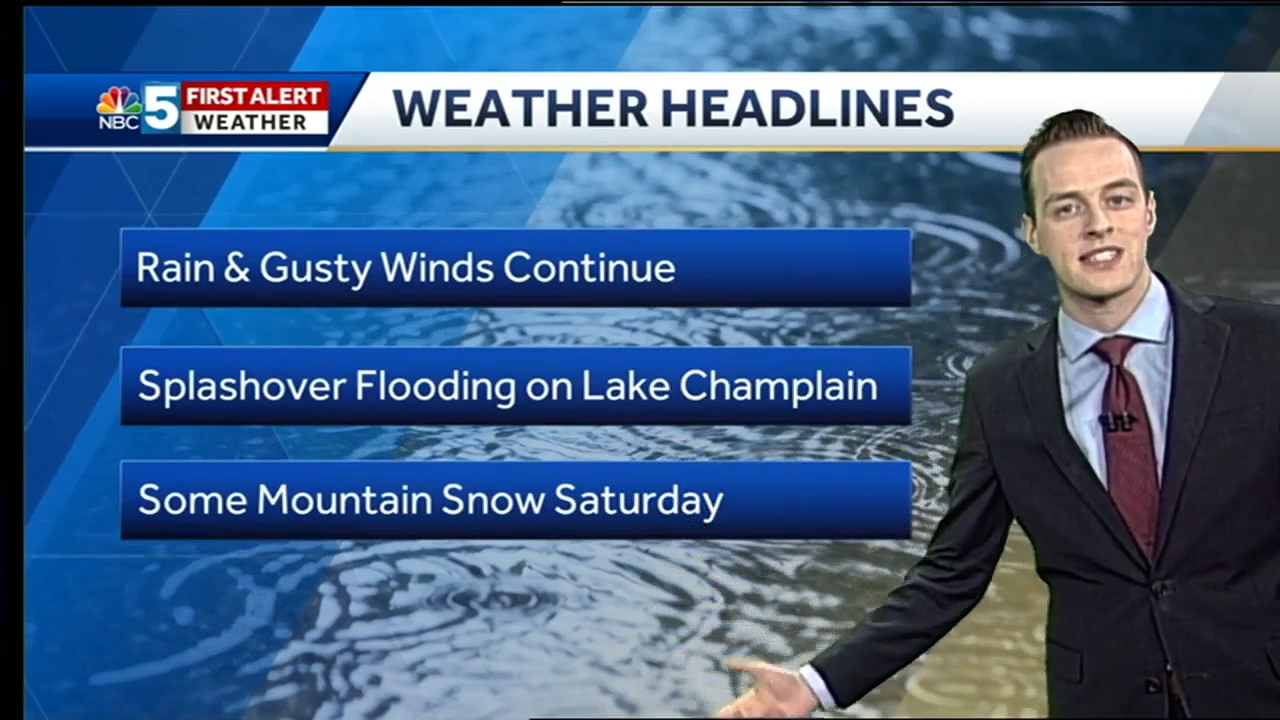 NBC 5 FIRST ALERT
WEATHER
WEATHER HEADLINES
Rain & Gusty Winds Continue
Splashover Flooding on Lake Champlain
Some Mountain Snow Saturday